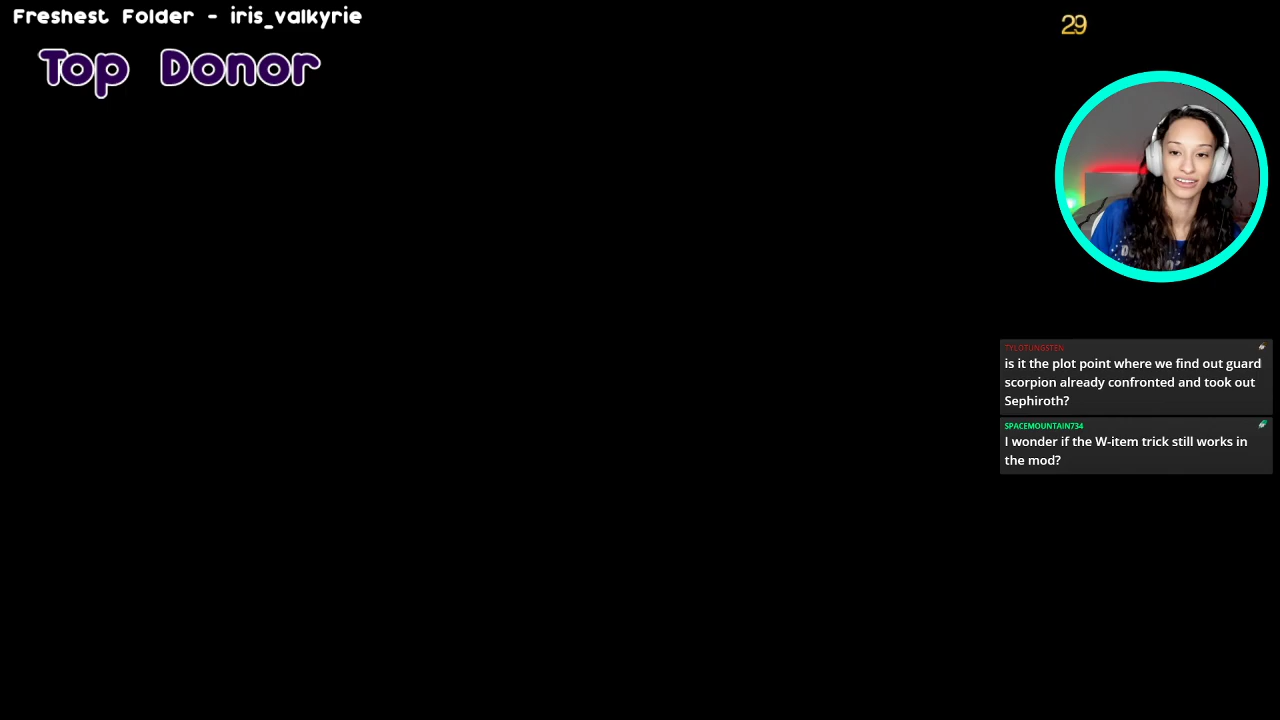 Freshest Folder - iris_valkyrie
Top Donor
29
TYLOTUNGSTEN
is it the plot point where we find out guard
scorpion already confronted and took out
Sephiroth?
SPACEMOUNTAIN734
I wonder if the W-item trick still works in
the mod?